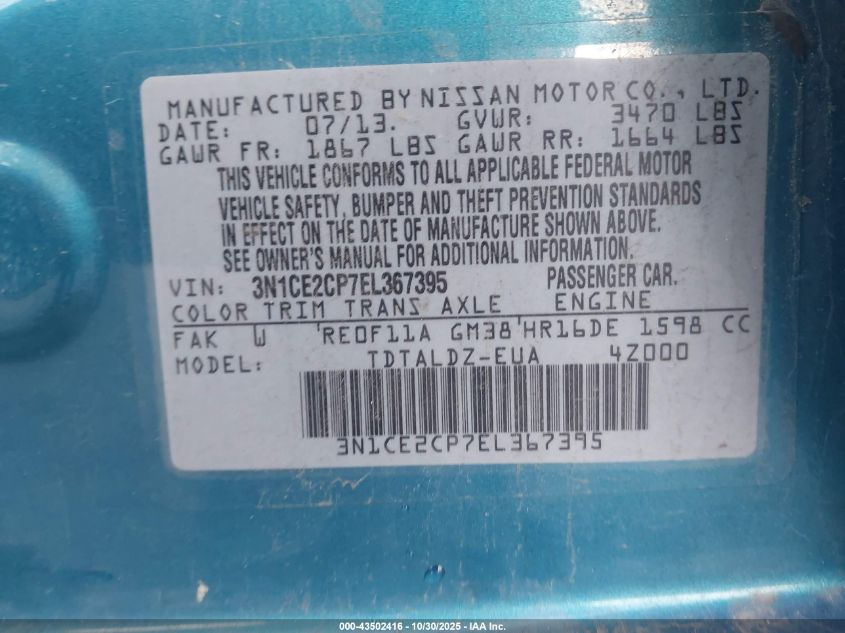 MANUFACTURED BY NISSAN MOTOR CO., LTD.
DATE: 07/13. GVWR: 3470 LBS
GAWR FR: 1867 LBS GAWR RR: 1664 LBS
THIS VEHICLE CONFORMS TO ALL APPLICABLE FEDERAL MOTOR
VEHICLE SAFETY, BUMPER AND THEFT PREVENTION STANDARDS
IN EFFECT ON THE DATE OF MANUFACTURE SHOWN ABOVE.
SEE OWNER'S MANUAL FOR ADDITIONAL INFORMATION.
VIN: 3N1CE2CP7EL367395 PASSENGER CAR.
COLOR TRIM TRANS AXLE ENGINE
FAK W 'RE0F11A GM38'HR16DE 1598 CC
MODEL: TDTALDZ-EUA 4Z000
3N1CE2CP7EL367395
000-43502416 - 10/30/2025 - IAA Inc.